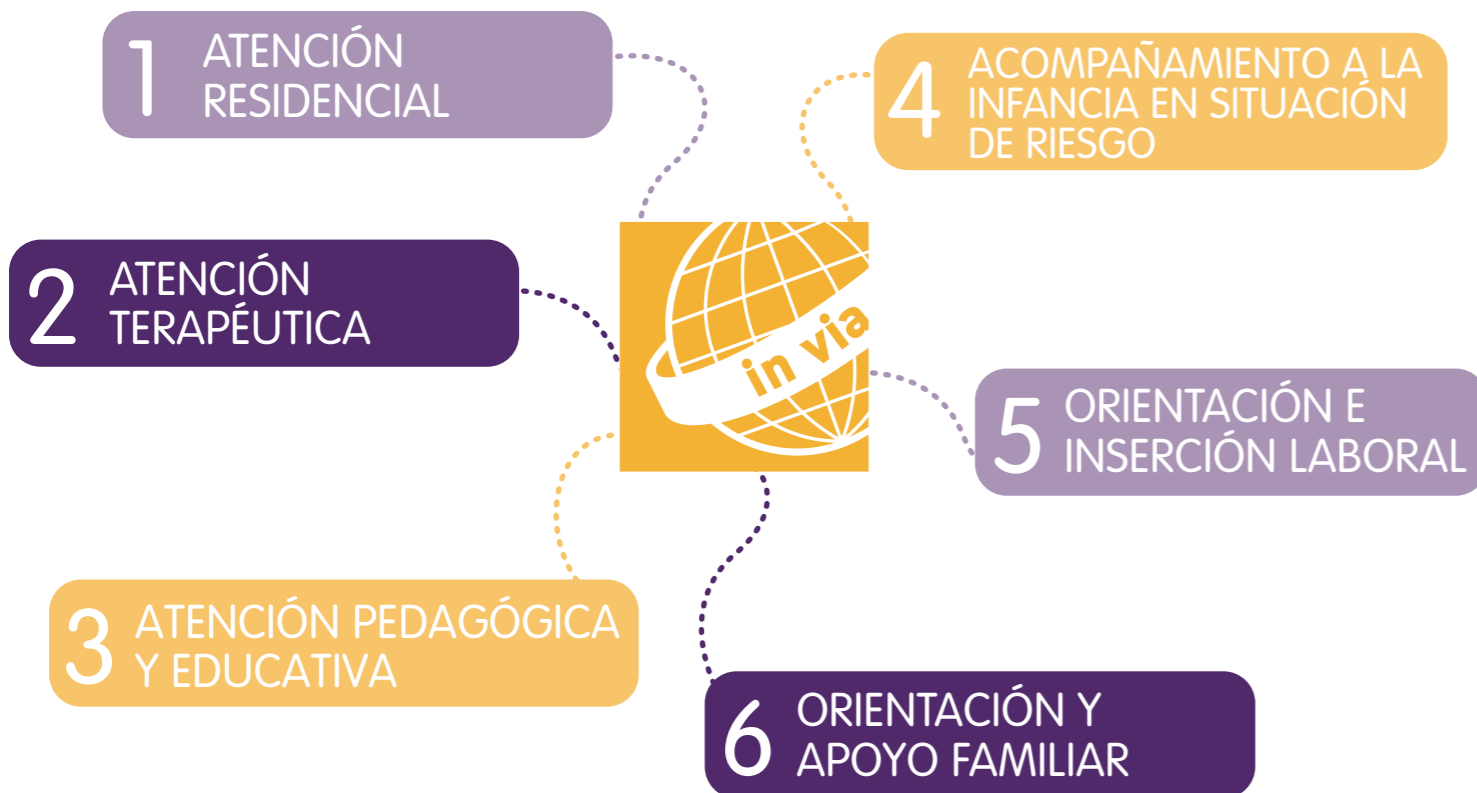 1
ATENCIÓN
RESIDENCIAL
2
ATENCIÓN
TERAPÉUTICA
3
ATENCIÓN PEDAGÓGICA
Y EDUCATIVA
4
ACOMPAÑAMIENTO A LA
INFANCIA EN SITUACIÓN
DE RIESGO
in via
5
ORIENTACIÓN E
INSERCIÓN LABORAL
6
ORIENTACIÓN Y
APOYO FAMILIAR